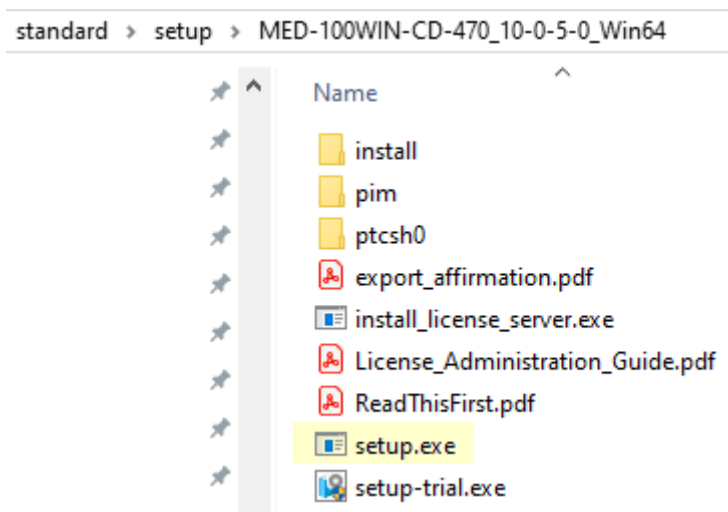 standard > setup > MED-100WIN-CD-470_10-0-5-0_Win64
Name
install
pim
ptcsh0
export_affirmation.pdf
install_license_server.exe
License_Administration_Guide.pdf
ReadThisFirst.pdf
setup.exe
setup-trial.exe